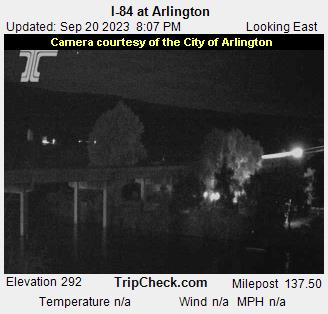 I-84 at Arlington
Updated: Sep 20 2023 8:07 PM Looking East
Camera courtesy of the City of Arlington
Elevation 292 TripCheck.com Milepost 137.50
Temperature n/a Wind n/a MPH n/a